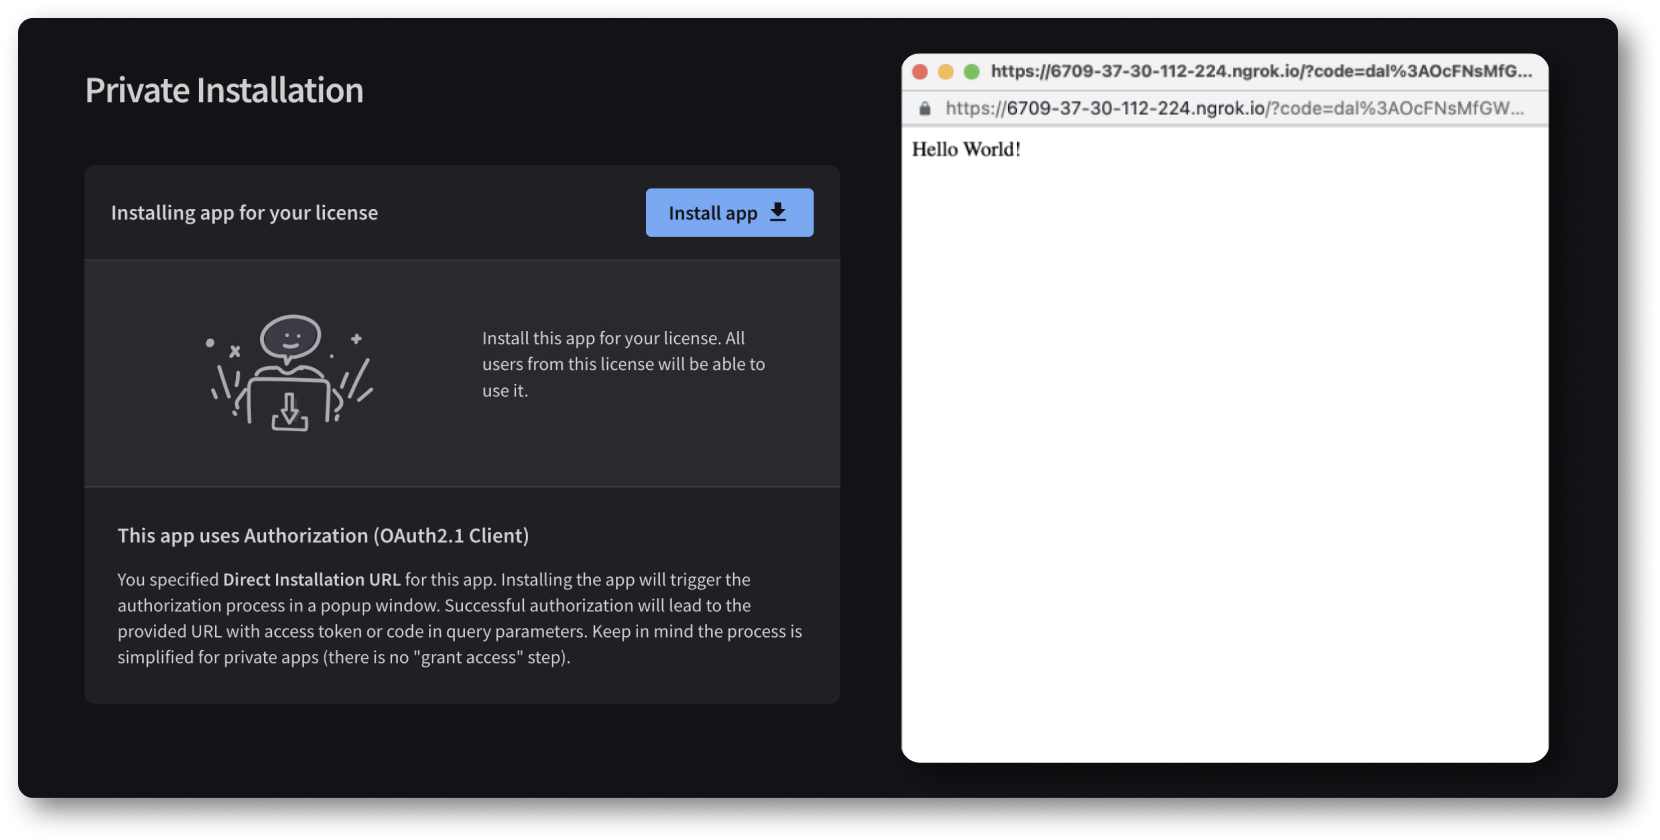 Private Installation
Installing app for your license
Install app
Install this app for your license. All
users from this license will be able to
use it.
This app uses Authorization (OAuth2.1 Client)
You specified Direct Installation URL for this app. Installing the app will trigger the
authorization process in a popup window. Successful authorization will lead to the
provided URL with access token or code in query parameters. Keep in mind the process is
simplified for private apps (there is no "grant access" step).
https://6709-37-30-112-224.ngrok.io/?code=dal%3AOcFNsMfG...
https://6709-37-30-112-224.ngrok.io/?code=dal%3AOcFNsMfGW...
Hello World!